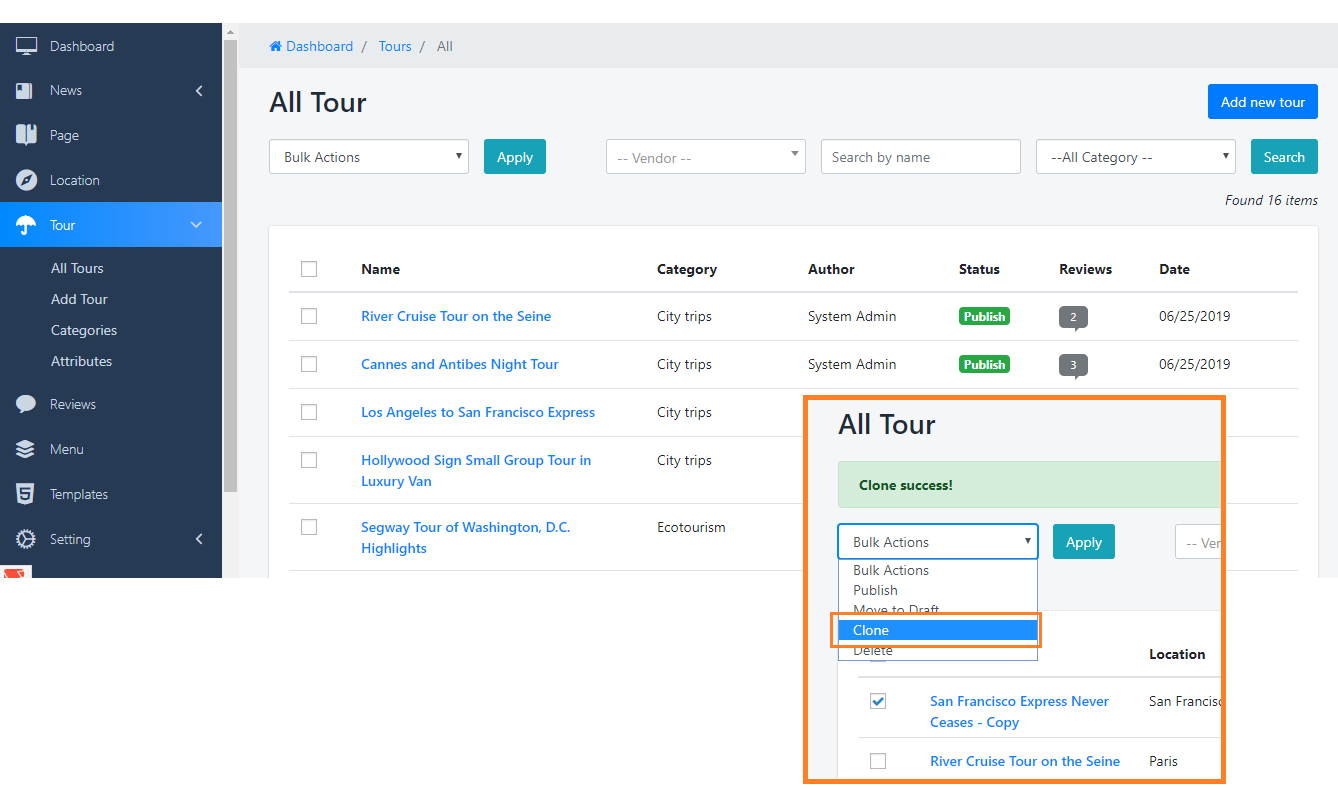 Dashboard
News
Page
Location
Tour
All Tours
Add Tour
Categories
Attributes
Reviews
Menu
Templates
Setting
Dashboard / Tours / All
All Tour
Add new tour
Bulk Actions
Apply
-- Vendor --
Search by name
--All Category --
Search
Found 16 items
Name Category Author Status Reviews Date
River Cruise Tour on the Seine City trips System Admin Publish 2 06/25/2019
Cannes and Antibes Night Tour City trips System Admin Publish 3 06/25/2019
Los Angeles to San Francisco Express City trips
Hollywood Sign Small Group Tour in City trips
Luxury Van
Segway Tour of Washington, D.C. Ecotourism
Highlights
All Tour
Clone success!
Bulk Actions
Apply
-- Ver
Bulk Actions
Publish
Move to Draft
Clone
Delete
Location
San Francisco Express Never San Francisc
Ceases - Copy
River Cruise Tour on the Seine Paris